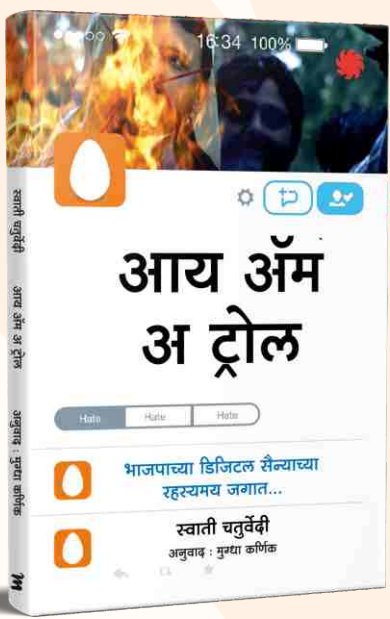 16:34 100%
आय ॲम
अ ट्रोल
Hate Hate Hate
भाजपाच्या डिजिटल सैन्याच्या
रहस्यमय जगात...
स्वाती चतुर्वेदी
अनुवाद : मुग्धा कर्णिक
स्वाती चतुर्वेदी आय ॲम अ ट्रोल अनुवाद : मुग्धा कर्णिक